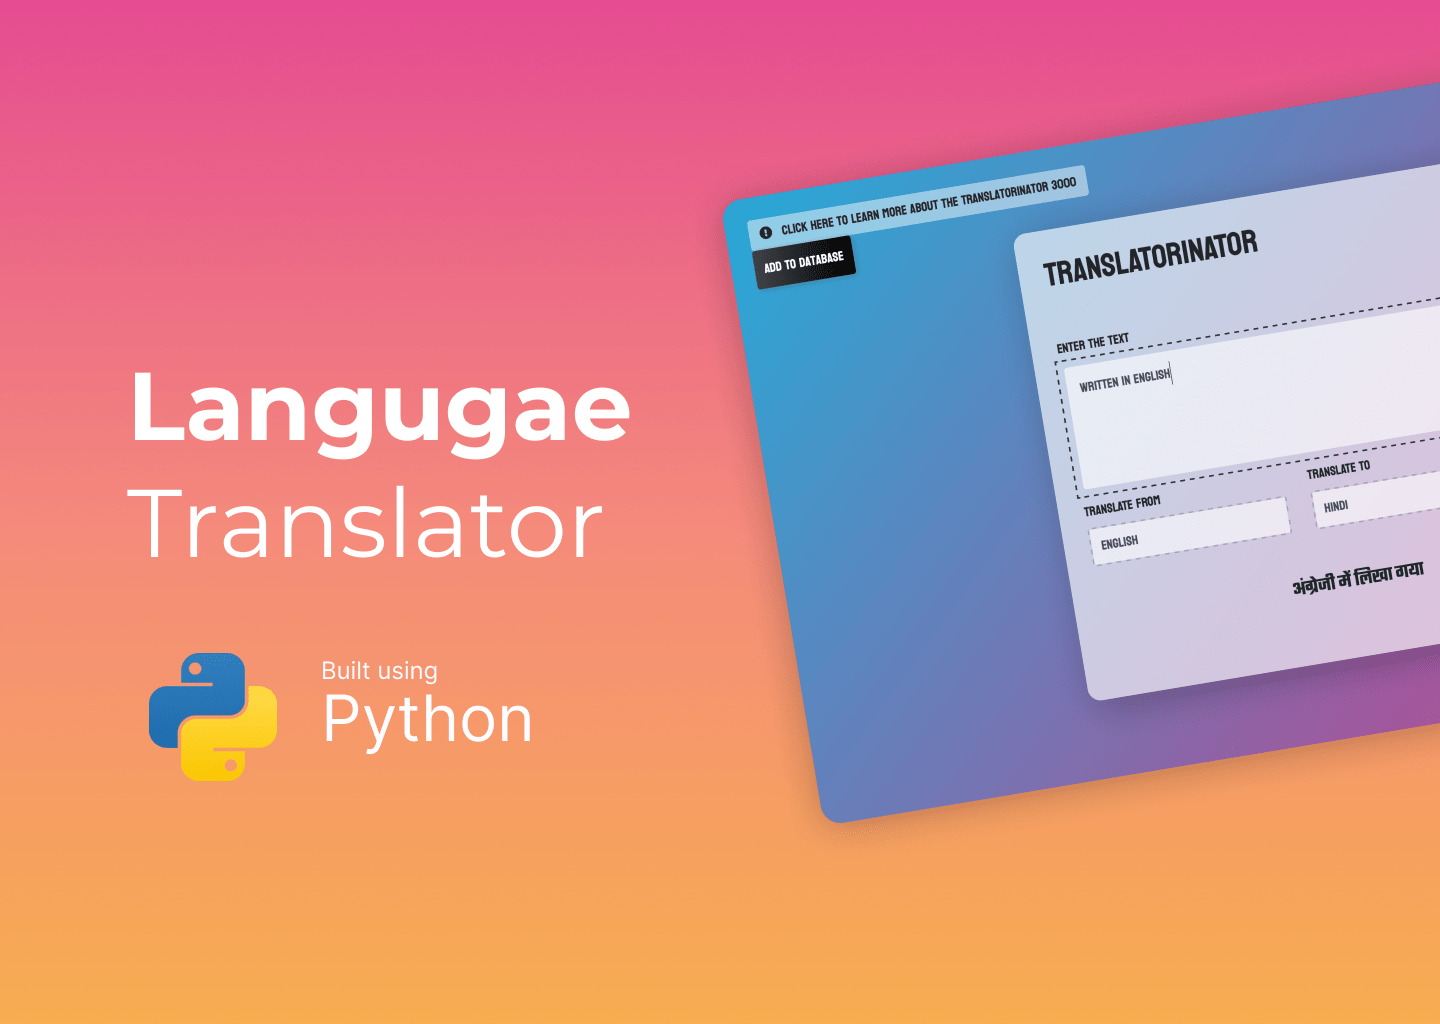 Langugae
Translator
Built using
Python
CLICK HERE TO LEARN MORE ABOUT THE TRANSLATORINATOR 3000
ADD TO DATABASE
TRANSLATORINATOR
ENTER THE TEXT
WRITTEN IN ENGLISH
TRANSLATE FROM
ENGLISH
TRANSLATE TO
HINDI
अंग्रेजी में लिखा गया